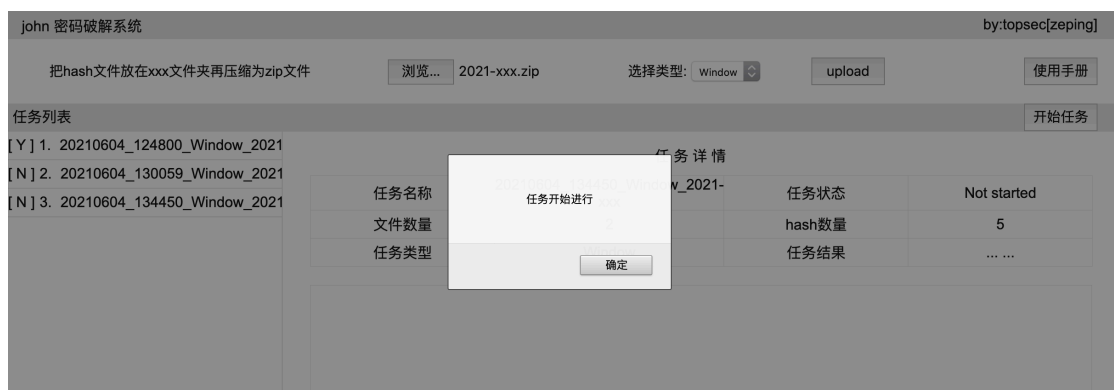 john 密码破解系统 by:topsec[zeping]
把hash文件放在xxx文件夹再压缩为zip文件 浏览... 2021-xxx.zip 选择类型: Window upload 使用手册
任务列表 开始任务
[ Y ] 1. 20210604_124800_Window_2021
[ N ] 2. 20210604_130059_Window_2021
[ N ] 3. 20210604_134450_Window_2021
任务详情
任务名称 20210604_134450_Window_2021- 任务状态 Not started
文件数量 2 hash数量 5
任务类型 任务结果 ... ...
任务开始进行
确定